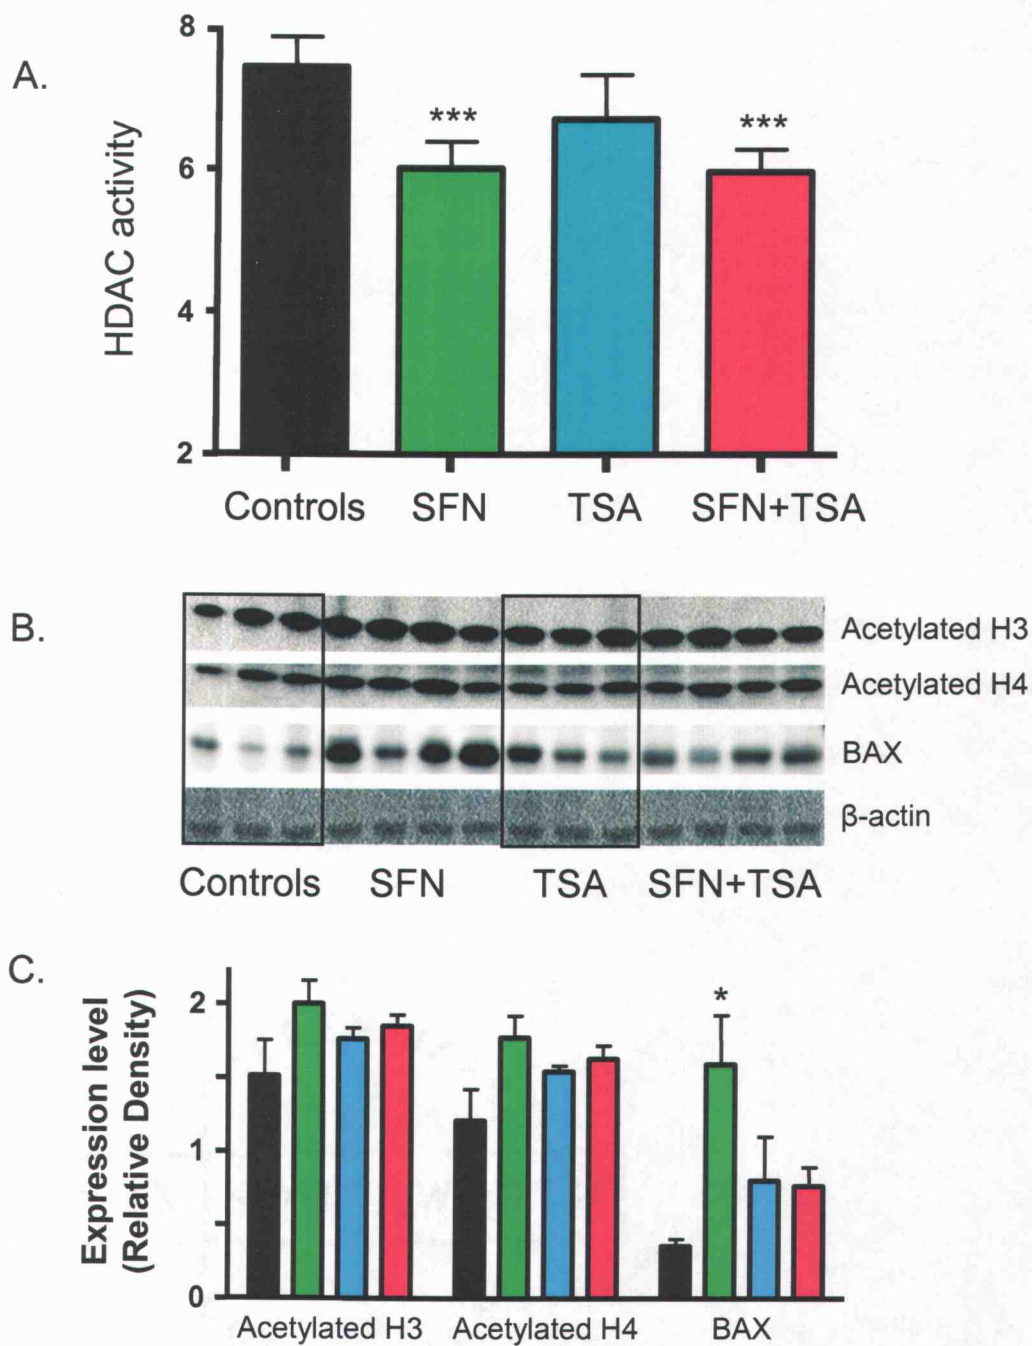 A.
HDAC activity
8
6
4
2
***
***
Controls SFN TSA SFN+TSA
B.
Acetylated H3
Acetylated H4
BAX
β-actin
Controls SFN TSA SFN+TSA
C.
Expression level
(Relative Density)
2
1
0
*
Acetylated H3 Acetylated H4 BAX